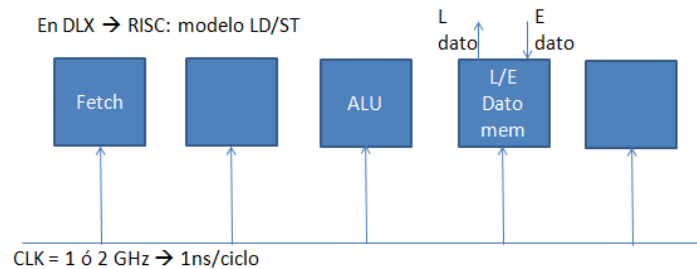 En DLX → RISC: modelo LD/ST
L
dato
E
dato
Fetch
ALU
L/E
Dato
mem
CLK = 1 ó 2 GHz → 1ns/ciclo